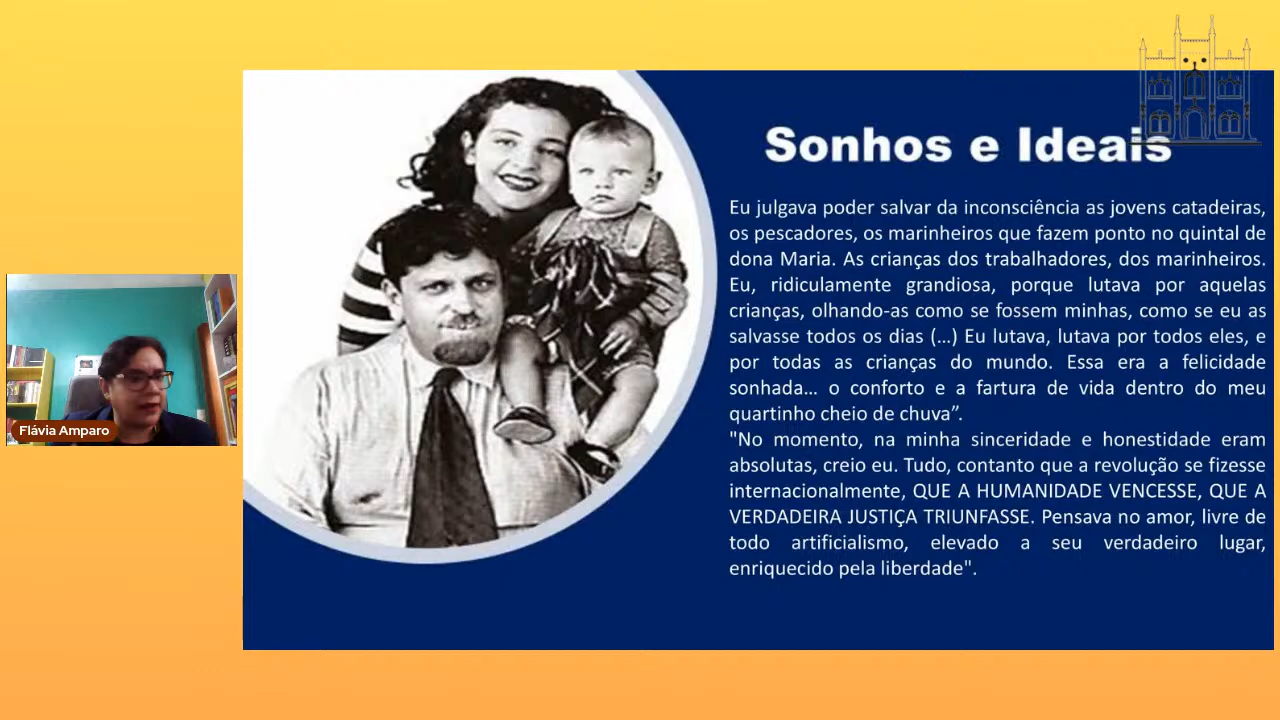 Sonhos e Ideais
Eu julgava poder salvar da inconsciência as jovens catadeiras,
os pescadores, os marinheiros que fazem ponto no quintal de
dona Maria. As crianças dos trabalhadores, dos marinheiros.
Eu, ridiculamente grandiosa, porque lutava por aquelas
crianças, olhando-as como se fossem minhas, como se eu as
salvasse todos os dias (...) Eu lutava, lutava por todos eles, e
por todas as crianças do mundo. Essa era a felicidade
sonhada... o conforto e a fartura de vida dentro do meu
quartinho cheio de chuva”.
"No momento, na minha sinceridade e honestidade eram
absolutas, creio eu. Tudo, contanto que a revolução se fizesse
internacionalmente, QUE A HUMANIDADE VENCESSE, QUE A
VERDADEIRA JUSTIÇA TRIUNFASSE. Pensava no amor, livre de
todo artificialismo, elevado a seu verdadeiro lugar,
enriquecido pela liberdade".
Flávia Amparo